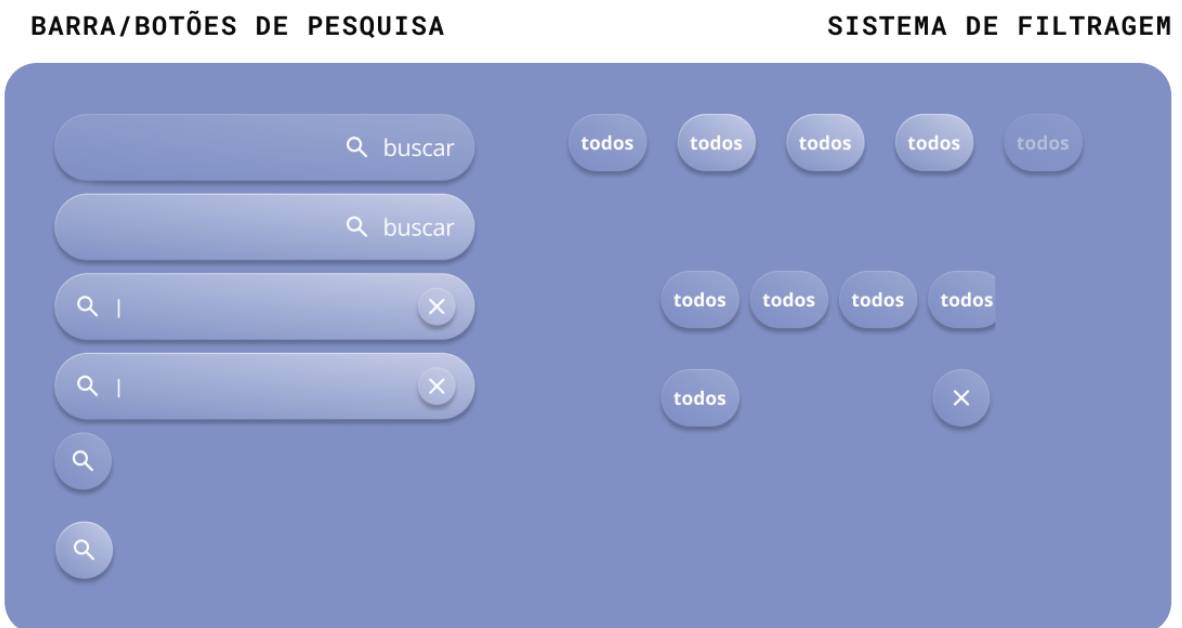 BARRA/BOTÕES DE PESQUISA
SISTEMA DE FILTRAGEM
buscar
buscar
|
|
todos todos todos todos todos
todos todos todos todos
todos